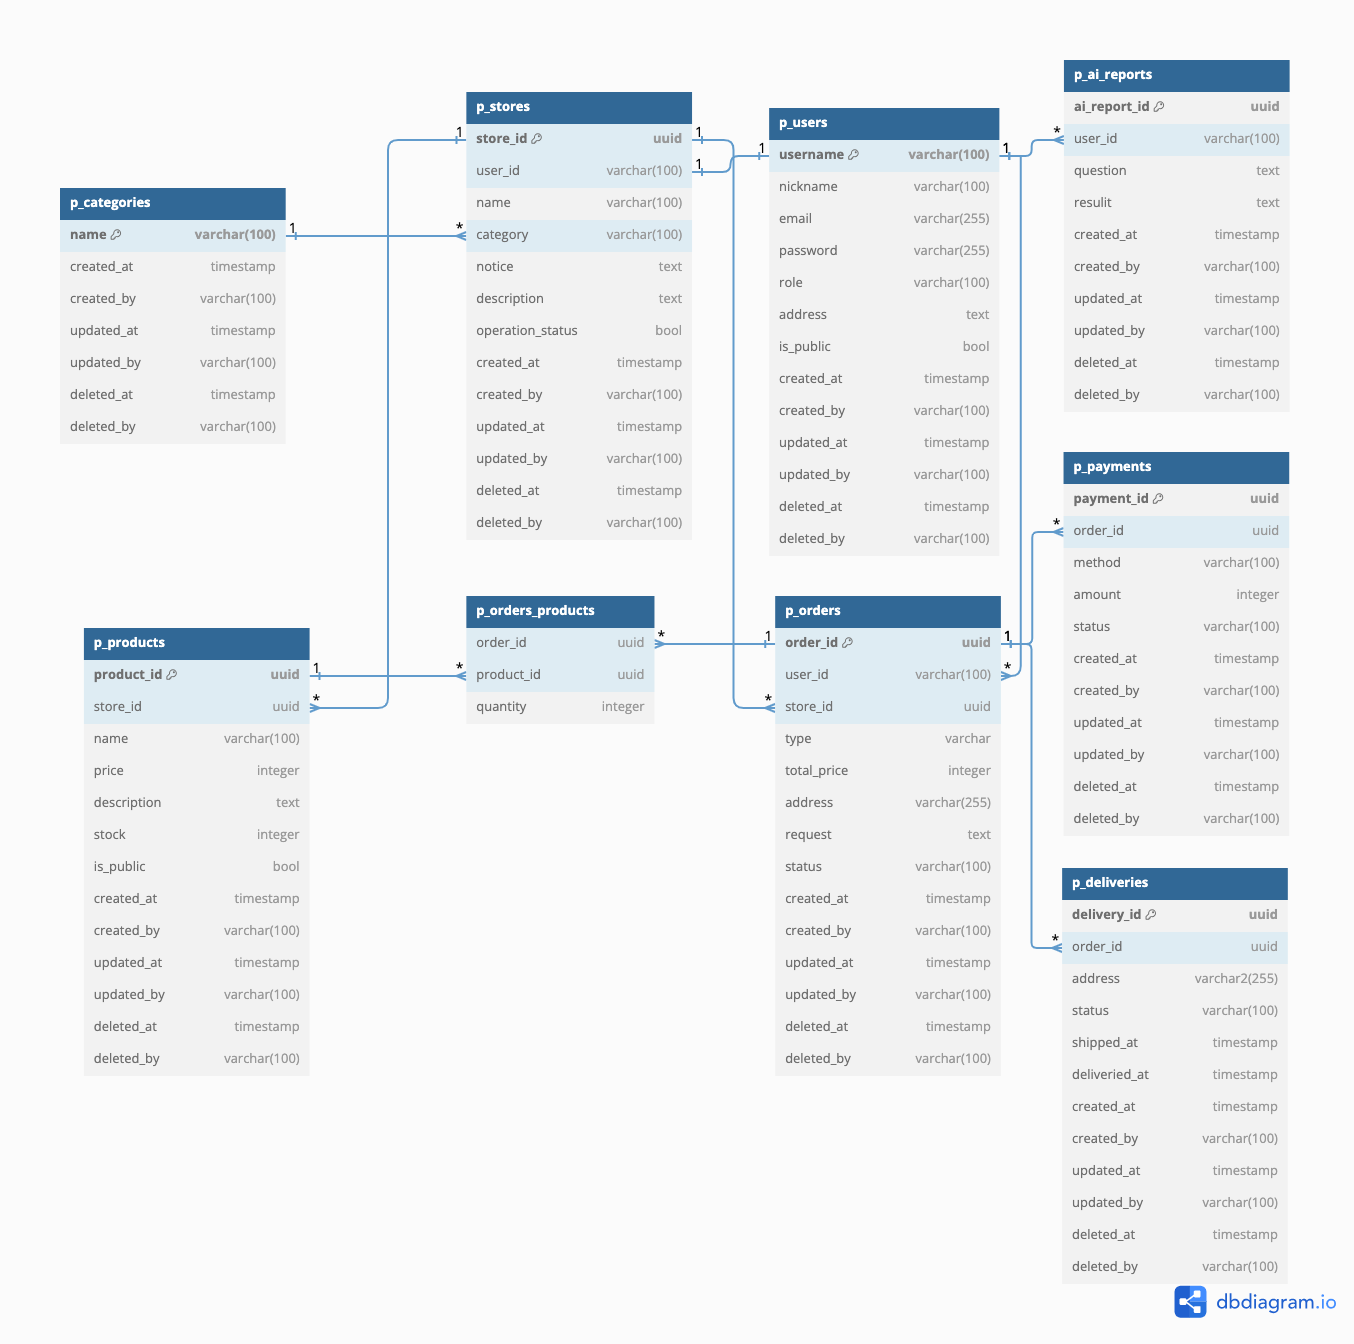 p_categories
name varchar(100)
created_at timestamp
created_by varchar(100)
updated_at timestamp
updated_by varchar(100)
deleted_at timestamp
deleted_by varchar(100)
1
*
p_stores
1 store_id uuid 1
user_id varchar(100) 1
name varchar(100)
category varchar(100)
notice text
description text
operation_status bool
created_at timestamp
created_by varchar(100)
updated_at timestamp
updated_by varchar(100)
deleted_at timestamp
deleted_by varchar(100)
p_users
1 username varchar(100) 1
nickname varchar(100)
email varchar(255)
password varchar(255)
role varchar(100)
address text
is_public bool
created_at timestamp
created_by varchar(100)
updated_at timestamp
updated_by varchar(100)
deleted_at timestamp
deleted_by varchar(100)
p_ai_reports
ai_report_id uuid
* user_id varchar(100)
question text
resulit text
created_at timestamp
created_by varchar(100)
updated_at timestamp
updated_by varchar(100)
deleted_at timestamp
deleted_by varchar(100)
p_payments
payment_id uuid
* order_id uuid
method varchar(100)
amount integer
status varchar(100)
created_at timestamp
created_by varchar(100)
updated_at timestamp
updated_by varchar(100)
deleted_at timestamp
deleted_by varchar(100)
p_products
product_id uuid 1
store_id uuid *
name varchar(100)
price integer
description text
stock integer
is_public bool
created_at timestamp
created_by varchar(100)
updated_at timestamp
updated_by varchar(100)
deleted_at timestamp
deleted_by varchar(100)
p_orders_products
order_id uuid *
* product_id uuid
quantity integer
p_orders
1 order_id uuid 1
user_id varchar(100) *
* store_id uuid
type varchar
total_price integer
address varchar(255)
request text
status varchar(100)
created_at timestamp
created_by varchar(100)
updated_at timestamp
updated_by varchar(100)
deleted_at timestamp
deleted_by varchar(100)
p_deliveries
delivery_id uuid
* order_id uuid
address varchar2(255)
status varchar(100)
shipped_at timestamp
deliveried_at timestamp
created_at timestamp
created_by varchar(100)
updated_at timestamp
updated_by varchar(100)
deleted_at timestamp
deleted_by varchar(100)
dbdiagram.io